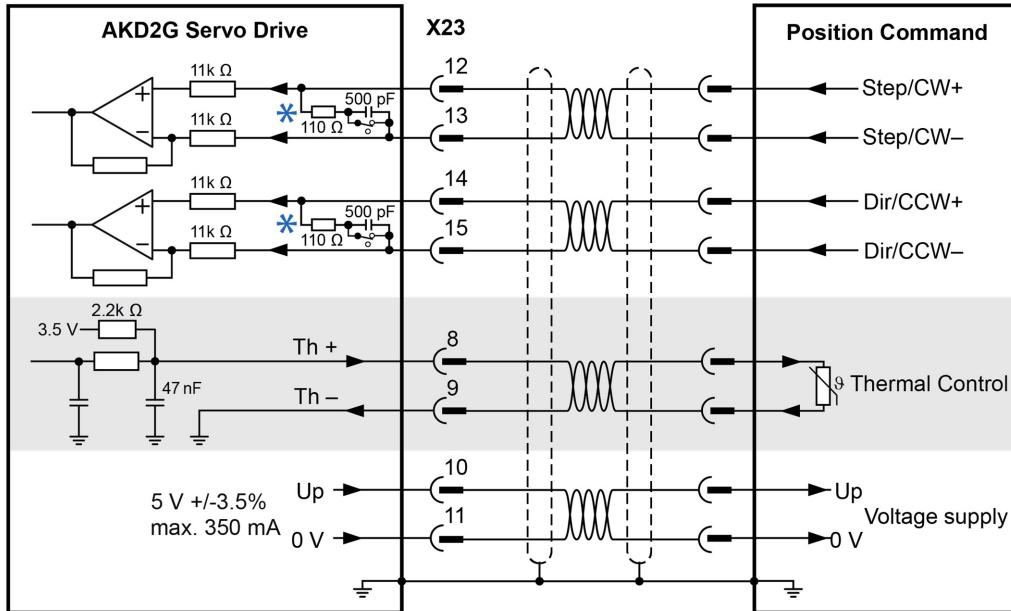 AKD2G Servo Drive
X23
Position Command
11k Ω
11k Ω
+
–
*
110 Ω
500 pF
12
13
Step/CW+
Step/CW–
11k Ω
11k Ω
+
–
*
110 Ω
500 pF
14
15
Dir/CCW+
Dir/CCW–
2.2k Ω
3.5 V
47 nF
Th +
Th –
8
9
ϑ Thermal Control
5 V +/-3.5%
max. 350 mA
Up
0 V
10
11
Up
Voltage supply
0 V